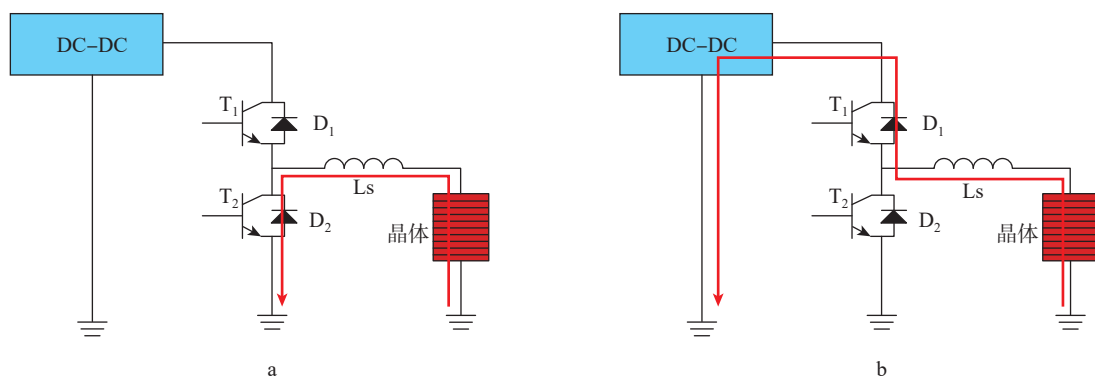 DC-DC
T₁
D₁
Ls
T₂
D₂
晶体
a
DC-DC
T₁
D₁
Ls
T₂
D₂
晶体
b